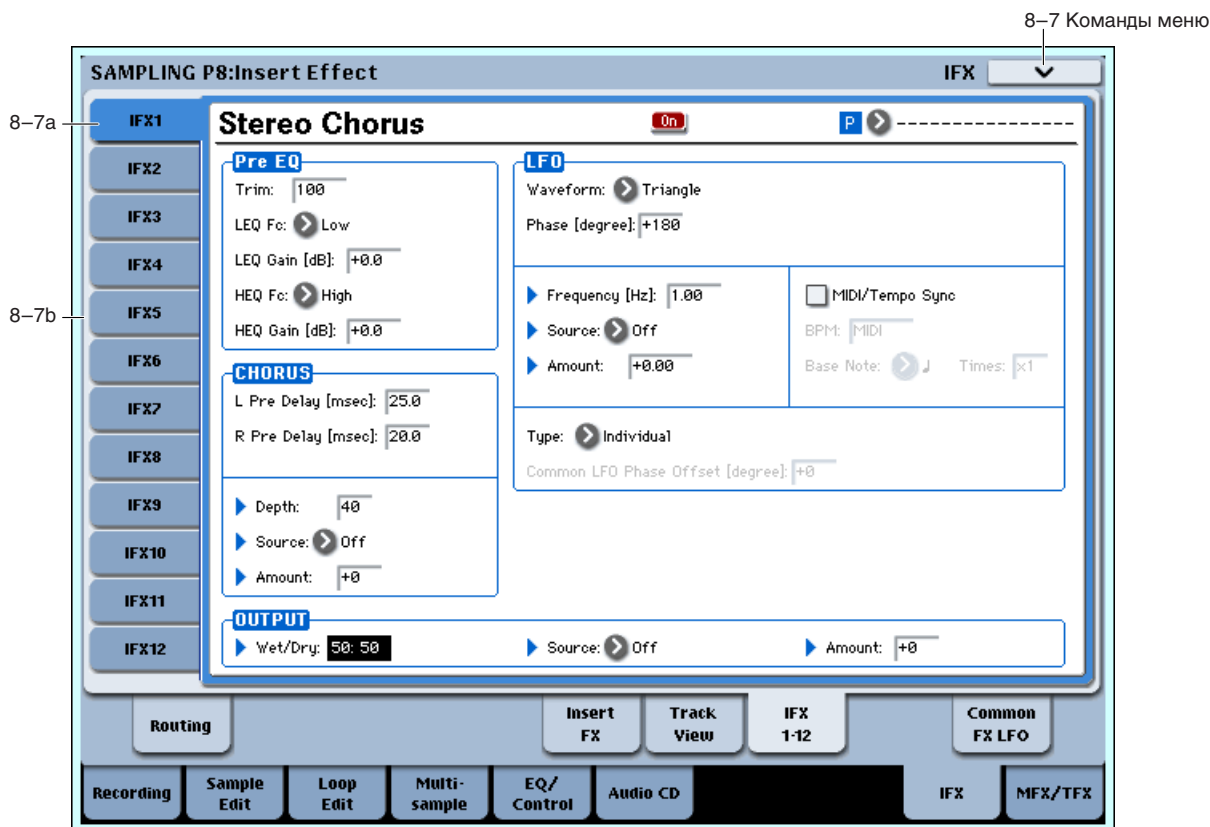 8–7 Команды меню
SAMPLING P8:Insert Effect
IFX
8–7a
IFX1
Stereo Chorus
On
P
------------------
IFX2
IFX3
IFX4
8–7b
IFX5
IFX6
IFX7
IFX8
IFX9
IFX10
IFX11
IFX12
Pre EQ
Trim: 100
LEQ Fc: Low
LEQ Gain [dB]: +0.0
HEQ Fc: High
HEQ Gain [dB]: +0.0
CHORUS
L Pre Delay [msec]: 25.0
R Pre Delay [msec]: 20.0
Depth: 40
Source: Off
Amount: +0
LFO
Waveform: Triangle
Phase [degree]: +180
Frequency [Hz]: 1.00
Source: Off
Amount: +0.00
MIDI/Tempo Sync
BPM: MIDI
Base Note: ♩ Times: x1
Type: Individual
Common LFO Phase Offset [degree]: +0
OUTPUT
Wet/Dry: 50: 50
Source: Off
Amount: +0
Routing
Insert
FX
Track
View
IFX
1-12
Common
FX LFO
Recording
Sample
Edit
Loop
Edit
Multi-
sample
EQ/
Control
Audio CD
IFX
MFX/TFX